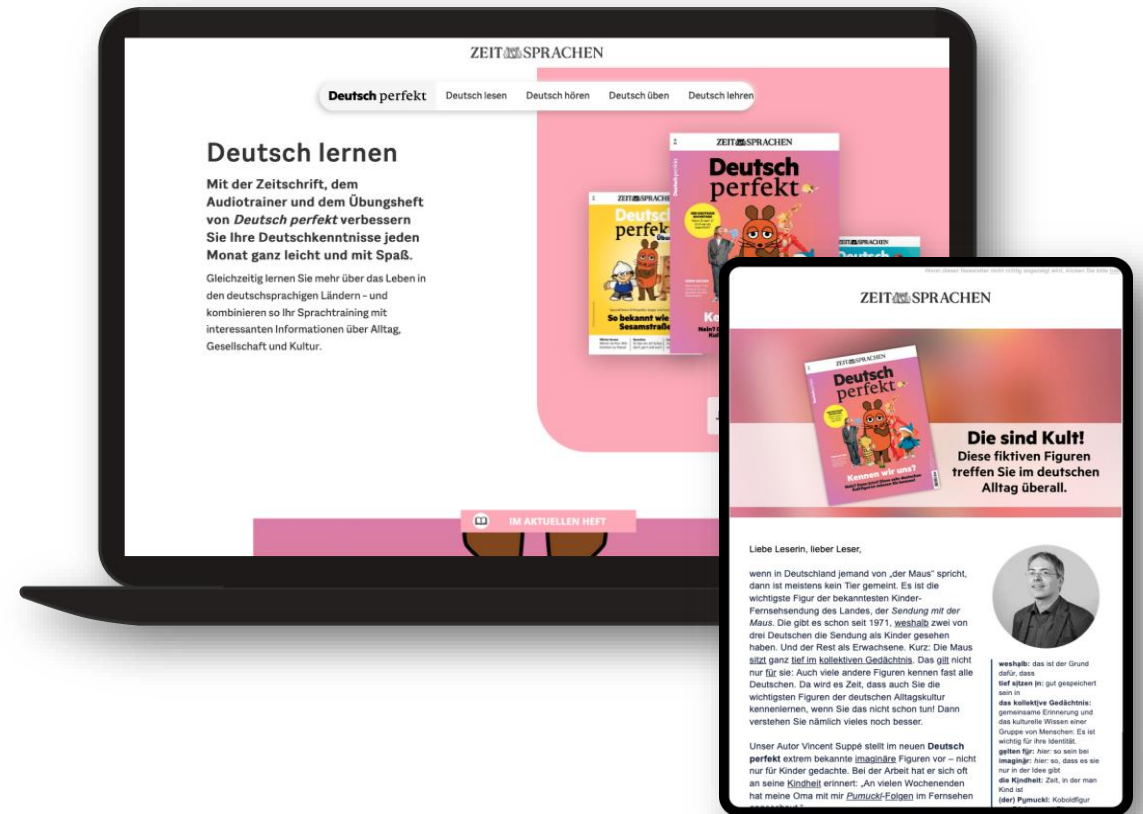 ZEIT SPRACHEN
Deutsch perfekt Deutsch lesen Deutsch hören Deutsch üben Deutsch lehren
Deutsch lernen
Mit der Zeitschrift, dem
Audiotrainer und dem Übungsheft
von Deutsch perfekt verbessern
Sie Ihre Deutschkenntnisse jeden
Monat ganz leicht und mit Spaß.
Gleichzeitig lernen Sie mehr über das Leben in
den deutschsprachigen Ländern – und
kombinieren so Ihr Sprachtraining mit
interessanten Informationen über Alltag,
Gesellschaft und Kultur.
ZEIT SPRACHEN
Deutsch
perfekt
So bekannt wie
Sesamstraße
ZEIT SPRACHEN
Deutsch
perfekt
ZEIT SPRACHEN
IM AKTUELLEN HEFT
ZEIT SPRACHEN
ZEIT SPRACHEN
Deutsch
perfekt
Kennen wir uns?
Die sind Kult!
Diese fiktiven Figuren
treffen Sie im deutschen
Alltag überall.
Liebe Leserin, lieber Leser,
wenn in Deutschland jemand von „der Maus“ spricht,
dann ist meistens kein Tier gemeint. Es ist die
wichtigste Figur der bekanntesten Kinder-
Fernsehsendung des Landes, der Sendung mit der
Maus. Die gibt es schon seit 1971, weshalb zwei von
drei Deutschen die Sendung als Kinder gesehen
haben. Und der Rest als Erwachsene. Kurz: Die Maus
sitzt ganz tief im kollektiven Gedächtnis. Das gilt nicht
nur für sie: Auch viele andere Figuren kennen fast alle
Deutschen. Da wird es Zeit, dass auch Sie die
wichtigsten Figuren der deutschen Alltagskultur
kennenlernen, wenn Sie das nicht schon tun! Dann
verstehen Sie nämlich vieles noch besser.
Unser Autor Vincent Suppé stellt im neuen Deutsch
perfekt extrem bekannte imaginäre Figuren vor – nicht
nur für Kinder gedachte. Bei der Arbeit hat er sich oft
an seine Kindheit erinnert: „An vielen Wochenenden
hat meine Oma mit mir Pumuckl-Folgen im Fernsehen
weshalb: das ist der Grund
dafür, dass
tief sitzen in: gut gespeichert
sein in
das kollektive Gedächtnis:
gemeinsame Erinnerung und
das kulturelle Wissen einer
Gruppe von Menschen: Es ist
wichtig für ihre Identität.
gelten für: hier: so sein bei
imaginär: hier: so, dass es sie
nur in der Idee gibt
die Kindheit: Zeit, in der man
Kind ist
(der) Pumuckl: Koboldfigur